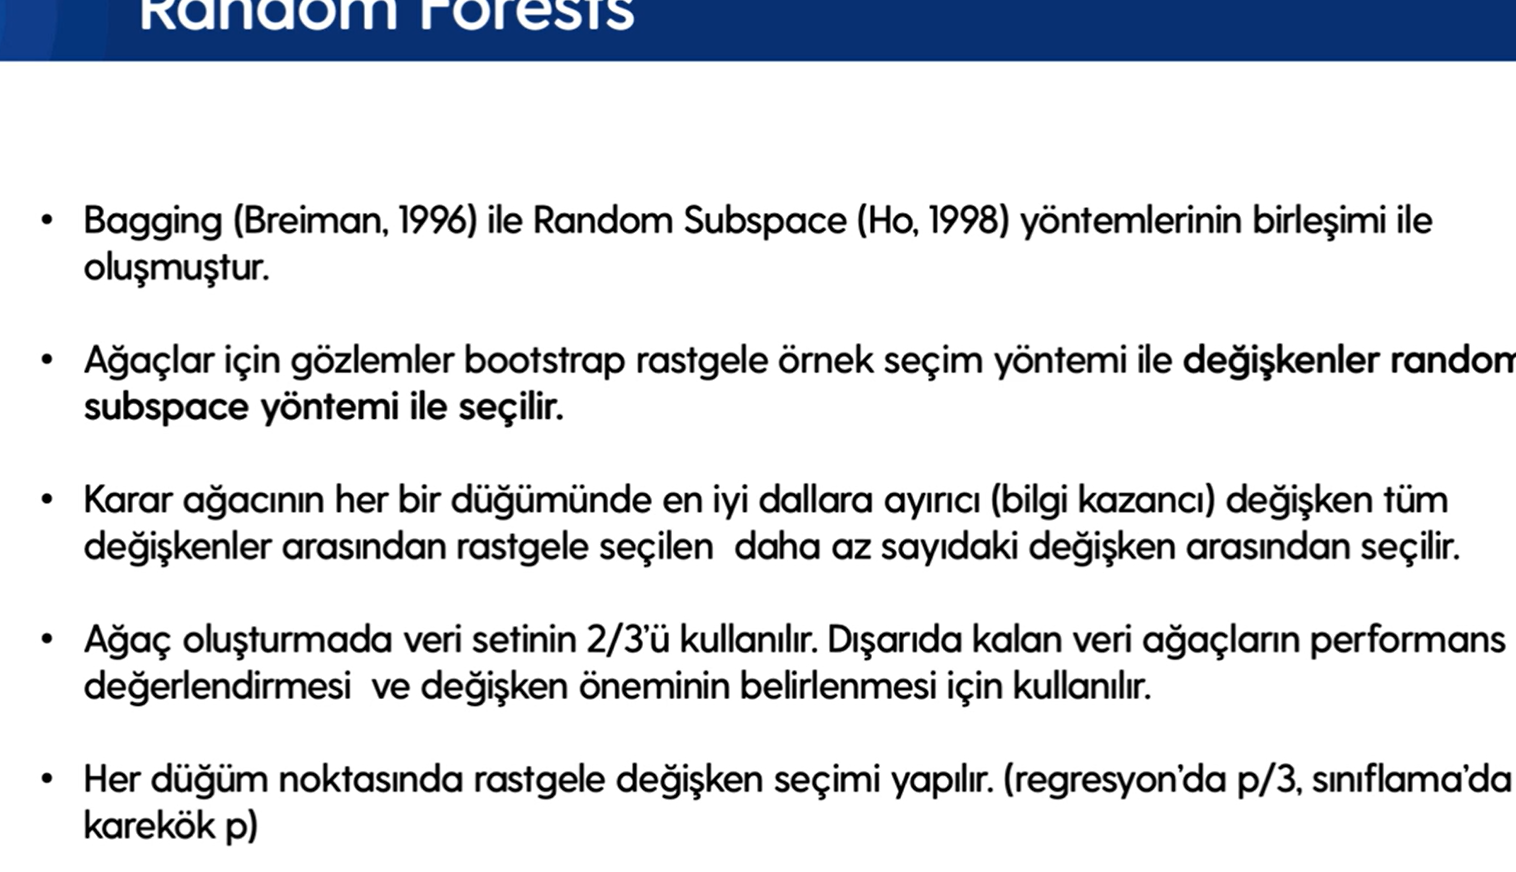 Random Forests
• Bagging (Breiman, 1996) ile Random Subspace (Ho, 1998) yöntemlerinin birleşimi ile
oluşmuştur.
• Ağaçlar için gözlemler bootstrap rastgele örnek seçim yöntemi ile değişkenler random
subspace yöntemi ile seçilir.
• Karar ağacının her bir düğümünde en iyi dallara ayırıcı (bilgi kazancı) değişken tüm
değişkenler arasından rastgele seçilen daha az sayıdaki değişken arasından seçilir.
• Ağaç oluşturmada veri setinin 2/3’ü kullanılır. Dışarıda kalan veri ağaçların performans
değerlendirmesi ve değişken öneminin belirlenmesi için kullanılır.
• Her düğüm noktasında rastgele değişken seçimi yapılır. (regresyon’da p/3, sınıflama’da
karekök p)